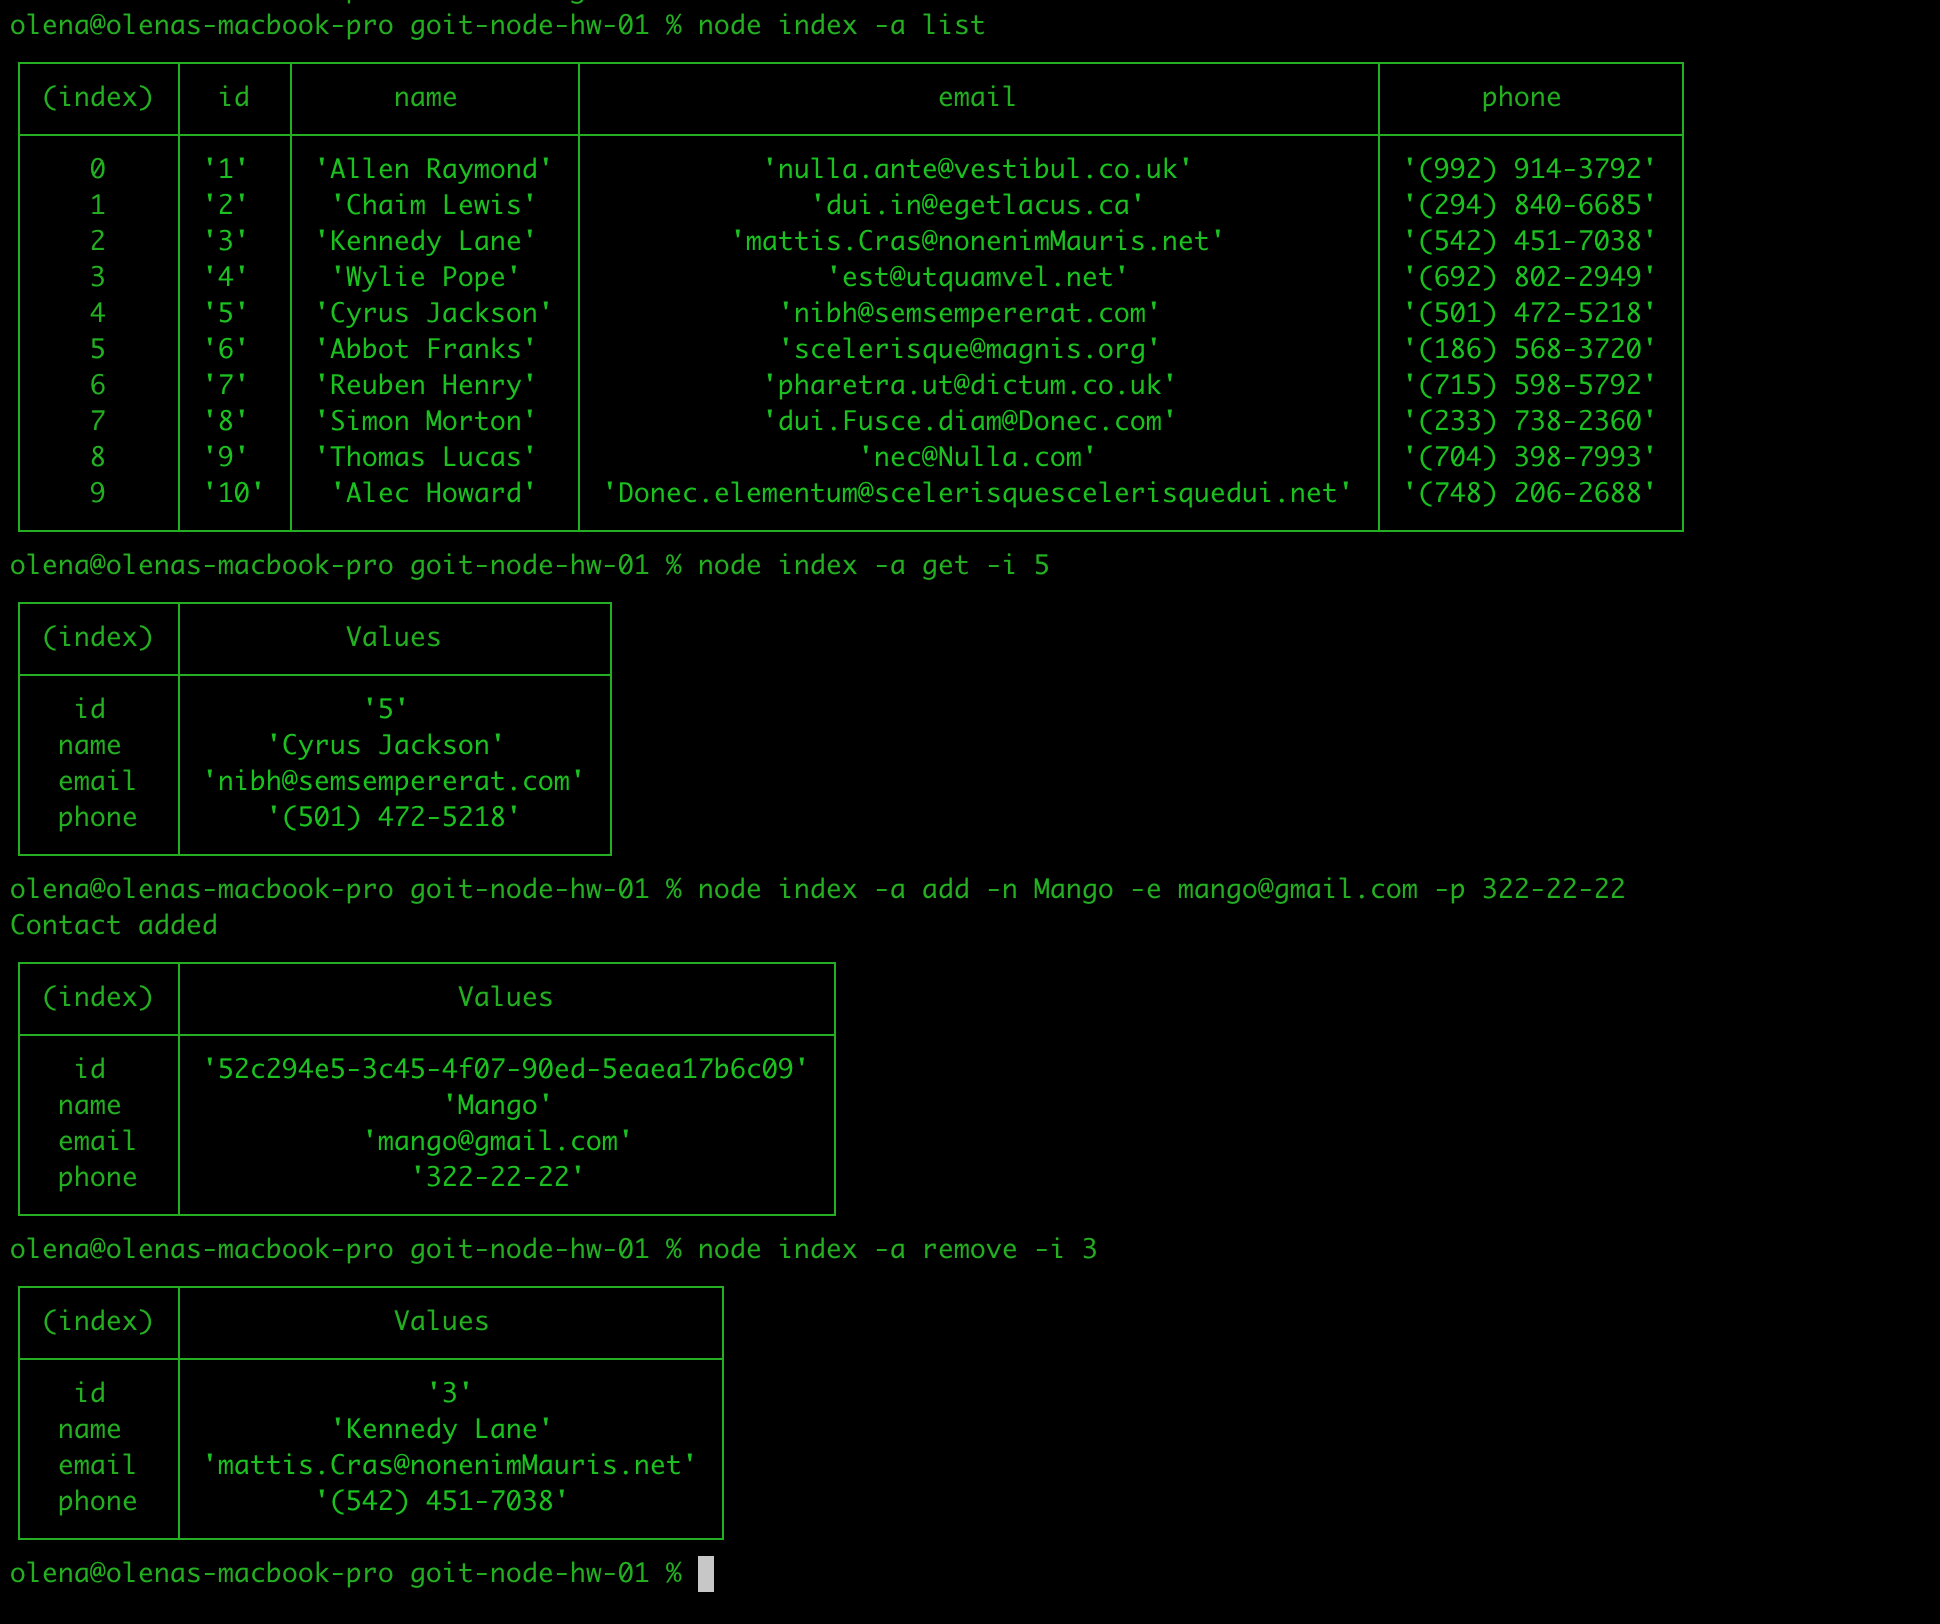 olena@olenas-macbook-pro goit-node-hw-01 % node index -a list
(index) id name email phone
0 '1' 'Allen Raymond' 'nulla.ante@vestibul.co.uk' '(992) 914-3792'
1 '2' 'Chaim Lewis' 'dui.in@egetlacus.ca' '(294) 840-6685'
2 '3' 'Kennedy Lane' 'mattis.Cras@nonenimMauris.net' '(542) 451-7038'
3 '4' 'Wylie Pope' 'est@utquamvel.net' '(692) 802-2949'
4 '5' 'Cyrus Jackson' 'nibh@semsempererat.com' '(501) 472-5218'
5 '6' 'Abbot Franks' 'scelerisque@magnis.org' '(186) 568-3720'
6 '7' 'Reuben Henry' 'pharetra.ut@dictum.co.uk' '(715) 598-5792'
7 '8' 'Simon Morton' 'dui.Fusce.diam@Donec.com' '(233) 738-2360'
8 '9' 'Thomas Lucas' 'nec@Nulla.com' '(704) 398-7993'
9 '10' 'Alec Howard' 'Donec.elementum@scelerisquescelerisquedui.net' '(748) 206-2688'
olena@olenas-macbook-pro goit-node-hw-01 % node index -a get -i 5
(index) Values
id '5'
name 'Cyrus Jackson'
email 'nibh@semsempererat.com'
phone '(501) 472-5218'
olena@olenas-macbook-pro goit-node-hw-01 % node index -a add -n Mango -e mango@gmail.com -p 322-22-22
Contact added
(index) Values
id '52c294e5-3c45-4f07-90ed-5eaea17b6c09'
name 'Mango'
email 'mango@gmail.com'
phone '322-22-22'
olena@olenas-macbook-pro goit-node-hw-01 % node index -a remove -i 3
(index) Values
id '3'
name 'Kennedy Lane'
email 'mattis.Cras@nonenimMauris.net'
phone '(542) 451-7038'
olena@olenas-macbook-pro goit-node-hw-01 %